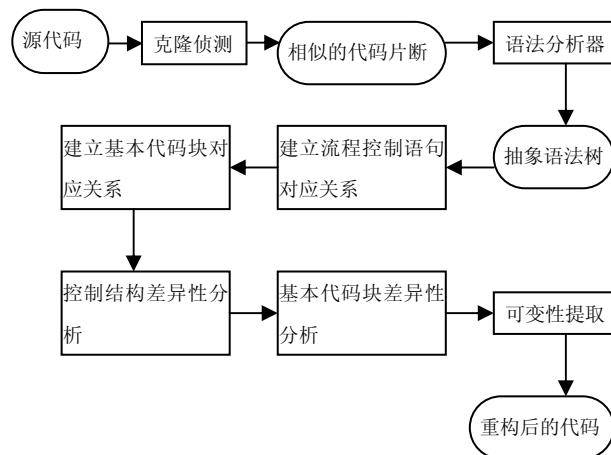 源代码
克隆侦测
相似的代码片断
语法分析器
抽象语法树
建立流程控制语句
对应关系
建立基本代码块对
应关系
控制结构差异性分
析
基本代码块差异性
分析
可变性提取
重构后的代码